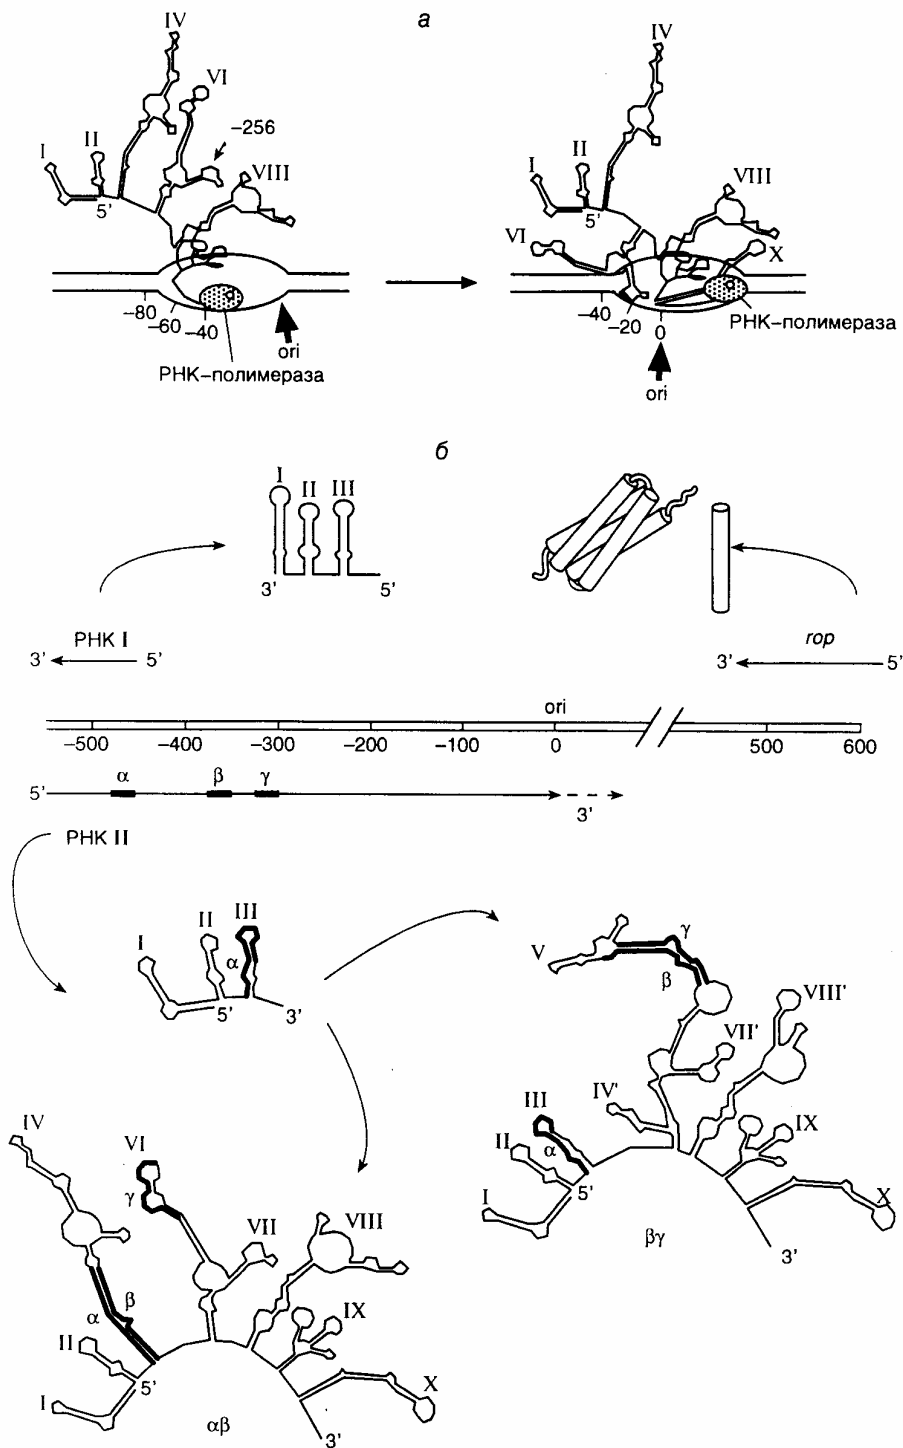 а
IV
VI
-256
I
II
VIII
5'
-80
-60
-40
ori
РНК-полимераза
IV
I
II
VIII
5'
VI
X
-40
-20
0
РНК-полимераза
ori
б
I II III
3' 5'
РНК I
3' 5'
rop
3' 5'
ori
-500 -400 -300 -200 -100 0 500 600
α β γ
5'
3'
РНК II
I II III
α
5' 3'
V
γ
β
VIII'
VII'
IV'
III
IX
II
α
I
5'
X
βγ
3'
IV
VI
γ
VII
VIII
β
α
IX
II
5'
I
X
αβ
3'